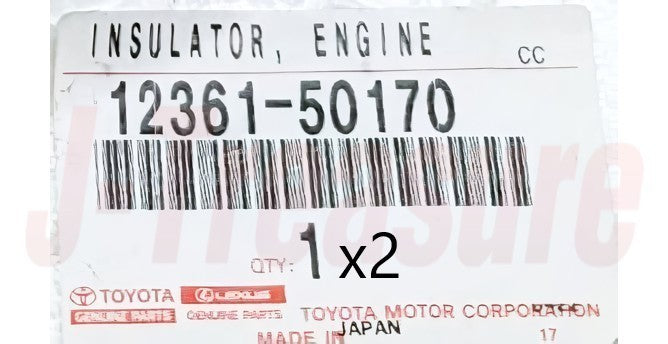 INSULATOR, ENGINE
CC
12361-50170
J-Treasure
QTY: 1 x2
TOYOTA LEXUS
GENUINE PARTS GENUINE PARTS
TOYOTA MOTOR CORPORATION
MADE IN JAPAN 17